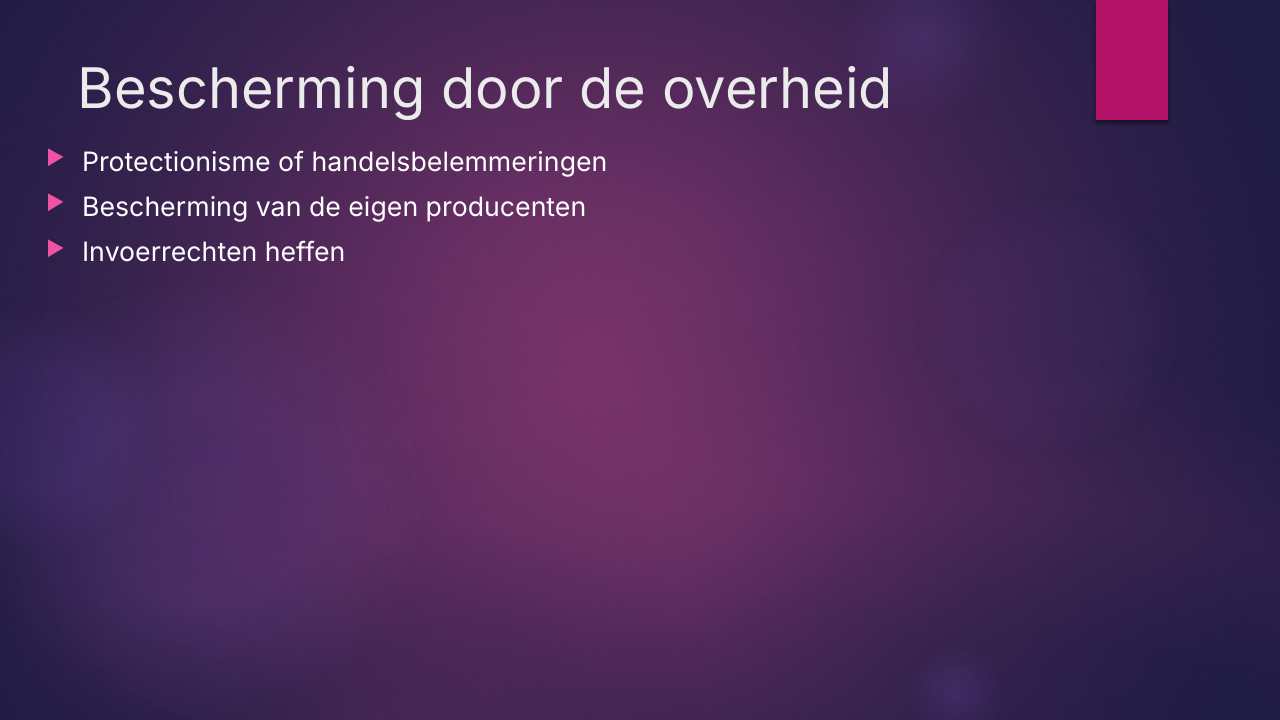 Bescherming door de overheid
Protectionisme of handelsbelemmeringen
Bescherming van de eigen producenten
Invoerrechten heffen